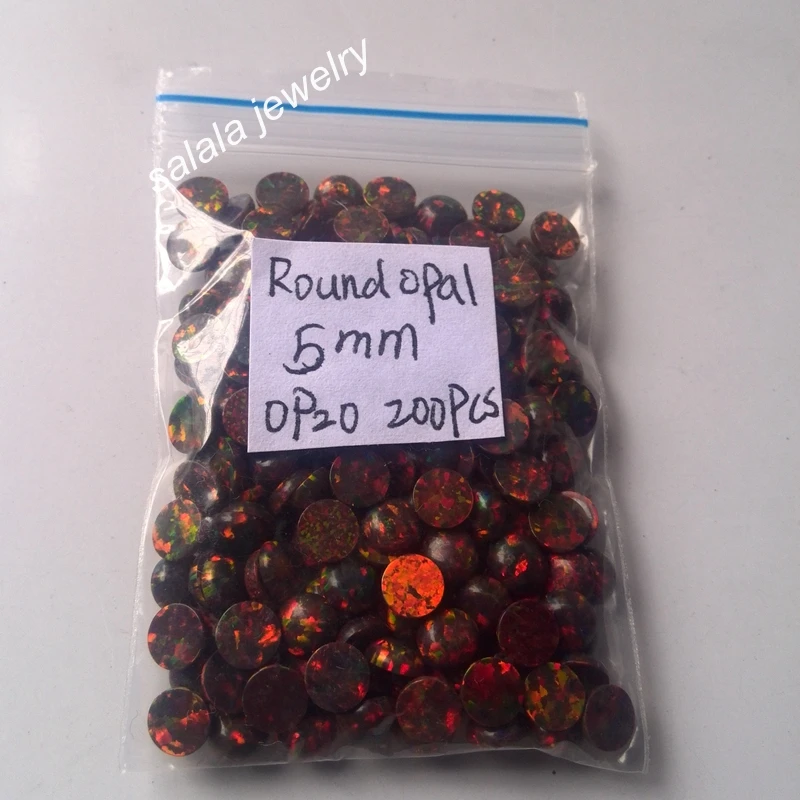 salala jewelry
Round opal
5mm
OP20 200PCS